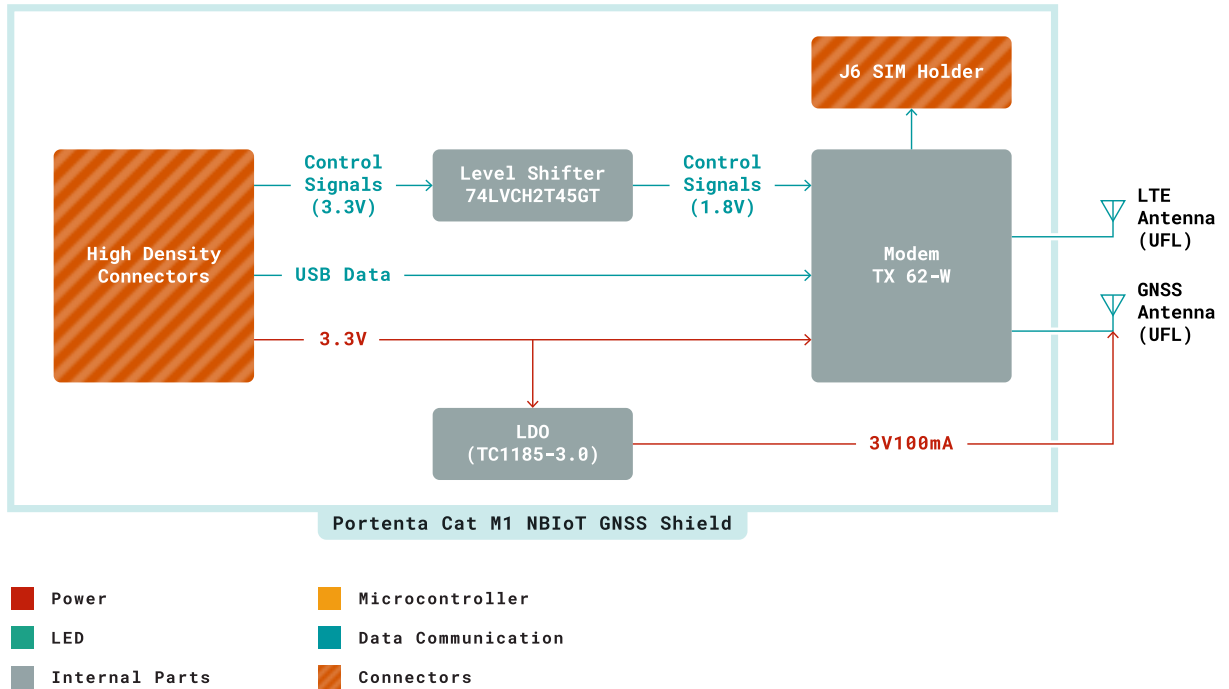 J6 SIM Holder
Control
Signals
(3.3V)
Level Shifter
74LVCH2T45GT
Control
Signals
(1.8V)
LTE
Antenna
(UFL)
High Density
Connectors
USB Data
Modem
TX 62-W
GNSS
Antenna
(UFL)
3.3V
LDO
(TC1185-3.0)
3V100mA
Portenta Cat M1 NBIoT GNSS Shield
Power
Microcontroller
LED
Data Communication
Internal Parts
Connectors